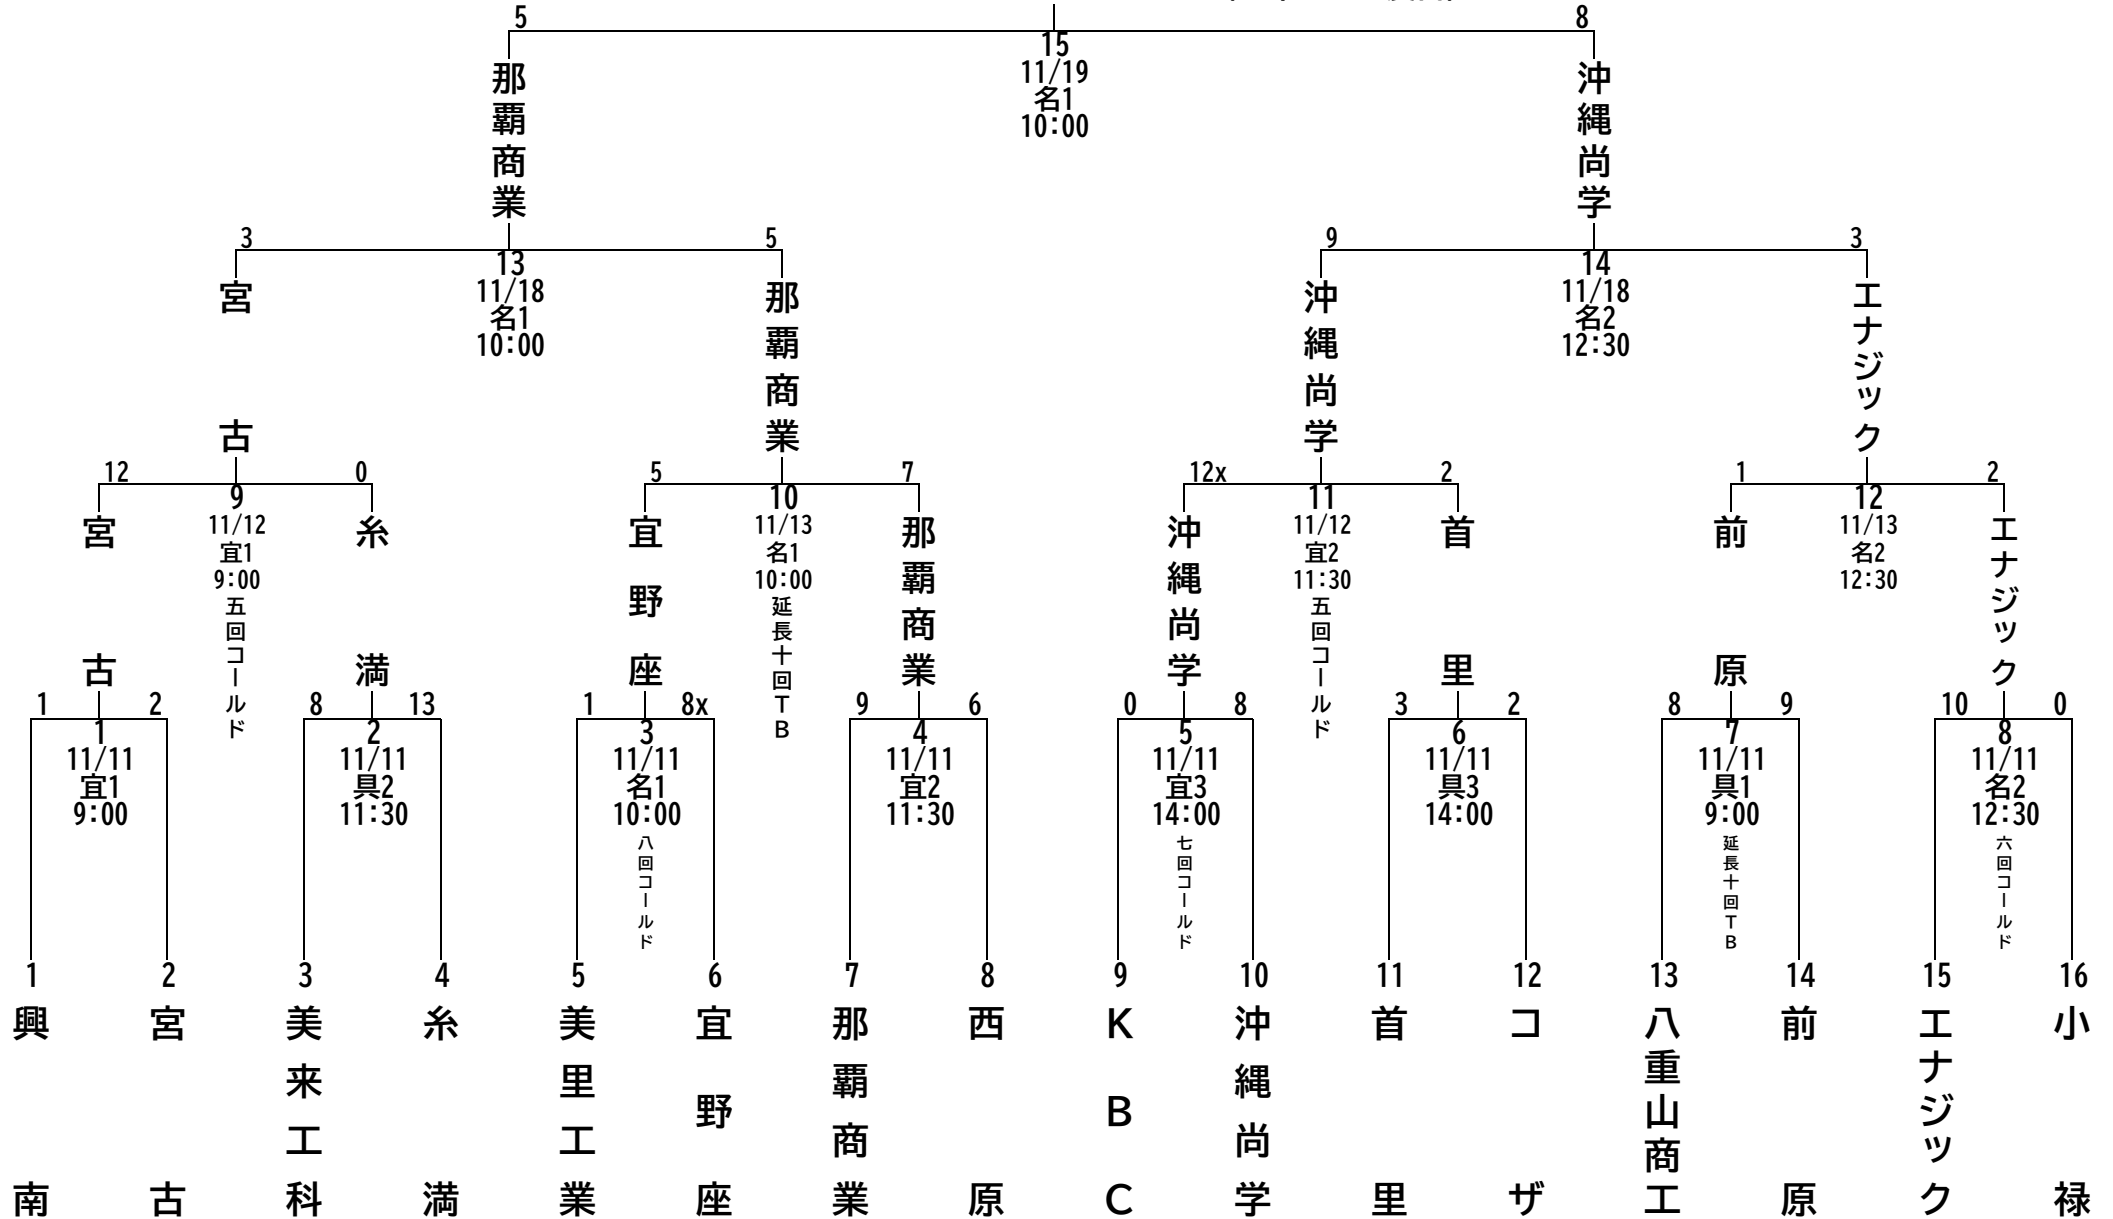 5
8
15
11/19
名1
10:00
那覇商業
沖縄尚学
3
5
9
3
13
11/18
名1
10:00
14
11/18
名2
12:30
宮古
那覇商業
沖縄尚学
エナジック
12
0
5
7
12x
2
1
2
9
11/12
宜1
9:00
五回コールド
10
11/13
名1
10:00
延長十回TB
11
11/12
宜2
11:30
五回コールド
12
11/13
名2
12:30
宮古
糸満
宜野座
那覇商業
沖縄尚学
首里
前原
エナジック
1
2
8
13
1
8x
9
6
0
8
3
2
8
9
10
0
1
11/11
宜1
9:00
2
11/11
具2
11:30
3
11/11
名1
10:00
八回コールド
4
11/11
宜2
11:30
5
11/11
宜3
14:00
七回コールド
6
11/11
具3
14:00
7
11/11
具1
9:00
延長十回TB
8
11/11
名2
12:30
六回コールド
1
2
3
4
5
6
7
8
9
10
11
12
13
14
15
16
興南
宮古
美来工科
糸満
美里工業
宜野座
那覇商業
西原
KBC
沖縄尚学
首里
コザ
八重山商工
前原
エナジック
小禄